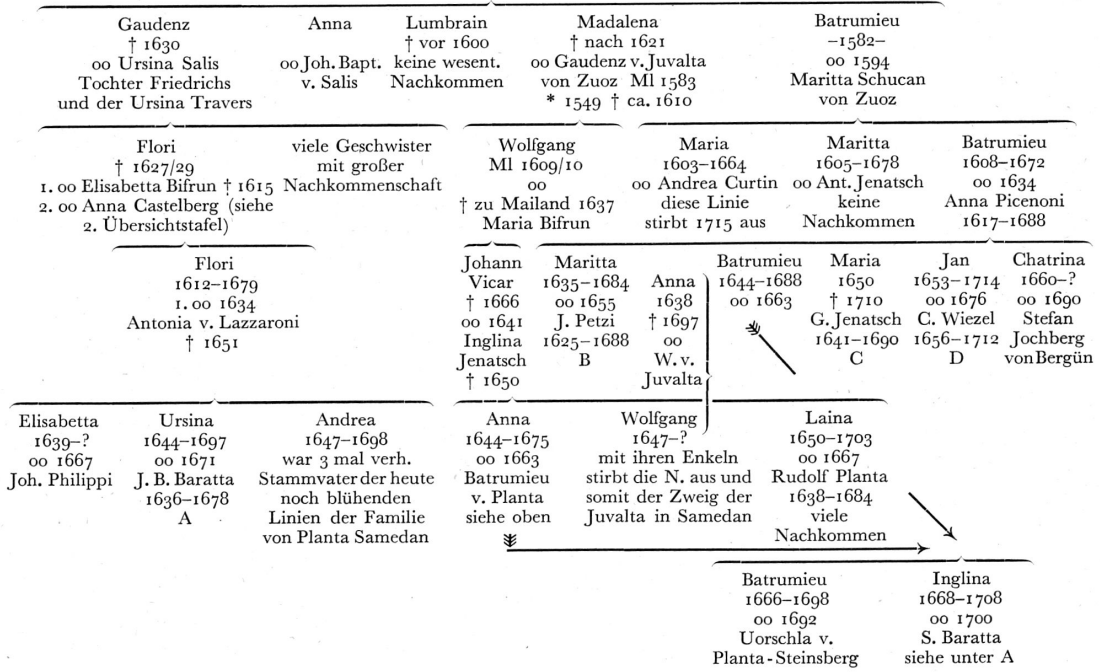 Gaudenz
† 1630
oo Ursina Salis
Tochter Friedrichs
und der Ursina Travers
Anna
oo Joh. Bapt.
v. Salis
Lumbrain
† vor 1600
keine wesent.
Nachkommen
Madalena
† nach 1621
oo Gaudenz v. Juvalta
von Zuoz Ml 1583
* 1549 † ca. 1610
Batrumieu
–1582–
oo 1594
Maritta Schucan
von Zuoz
Flori
† 1627/29
1. oo Elisabetta Bifrun † 1615
2. oo Anna Castelberg (siehe
2. Übersichtstafel)
viele Geschwister
mit großer
Nachkommenschaft
Wolfgang
Ml 1609/10
oo
† zu Mailand 1637
Maria Bifrun
Maria
1603–1664
oo Andrea Curtin
diese Linie
stirbt 1715 aus
Maritta
1605–1678
oo Ant. Jenatsch
keine
Nachkommen
Batrumieu
1608–1672
oo 1634
Anna Picenoni
1617–1688
Flori
1612–1679
1. oo 1634
Antonia v. Lazzaroni
† 1651
Johann
Vicar
† 1666
oo 1641
Inglina
Jenatsch
† 1650
Maritta
1635–1684
oo 1655
J. Petzi
1625–1688
B
Anna
1638
† 1697
oo
W. v.
Juvalta
Batrumieu
1644–1688
oo 1663
Maria
1650
† 1710
G. Jenatsch
1641–1690
C
Jan
1653–1714
oo 1676
C. Wiezel
1656–1712
D
Chatrina
1660–?
oo 1690
Stefan
Jochberg
von Bergün
Elisabetta
1639–?
oo 1667
Joh. Philippi
Ursina
1644–1697
oo 1671
J. B. Baratta
1636–1678
A
Andrea
1647–1698
war 3 mal verh.
Stammvater der heute
noch blühenden
Linien der Familie
von Planta Samedan
Anna
1644–1675
oo 1663
Batrumieu
v. Planta
siehe oben
Wolfgang
1647–?
mit ihren Enkeln
stirbt die N. aus und
somit der Zweig der
Juvalta in Samedan
Laina
1650–1703
oo 1667
Rudolf Planta
1638–1684
viele
Nachkommen
Batrumieu
1666–1698
oo 1692
Uorschla v.
Planta-Steinsberg
Inglina
1668–1708
oo 1700
S. Baratta
siehe unter A